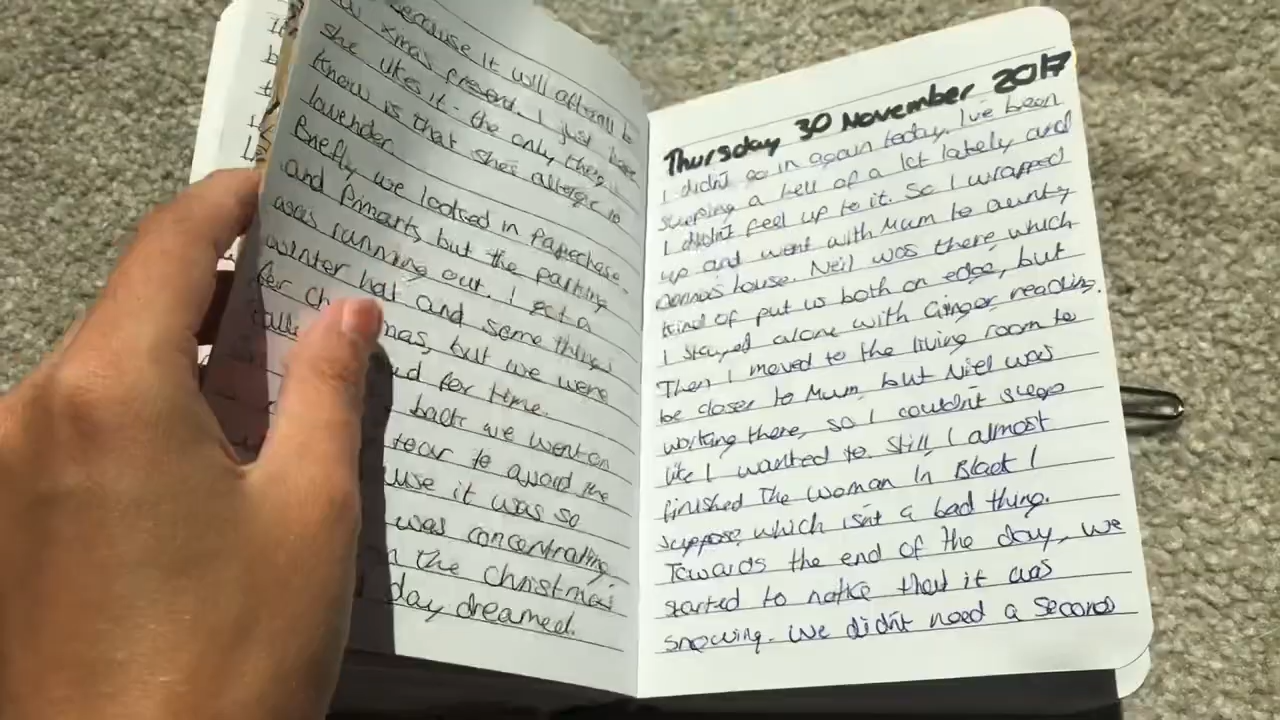 because it will afterall be
Xmas present. I just hope
she likes it - the only thing I
know is that she's allergic to
lavender.
Briefly we looked in Paperchase
and Primark, but the parking
was running out. I got a
winter hat and some things
for Ch mas, but we were
for time.
back we went on
to avoid the
use it was so
was concentrating
the Christmas
day dreamed.
Thursday 30 November 2017
I didn't go in again today. I've been
sleeping a hell of a lot lately and
I didn't feel up to it. So I wrapped
up and went with Mum to aunty
Donna's house. Neil was there, which
kind of put us both on edge, but
I stayed alone with Ginger reading.
Then I moved to the living room to
be closer to Mum, but Niel was
working there, so I couldn't sleep
like I wanted to. Still, I almost
finished The Woman In Black I
suppose, which isn't a bad thing.
Towards the end of the day, we
started to notice that it was
snowing. We didn't need a second